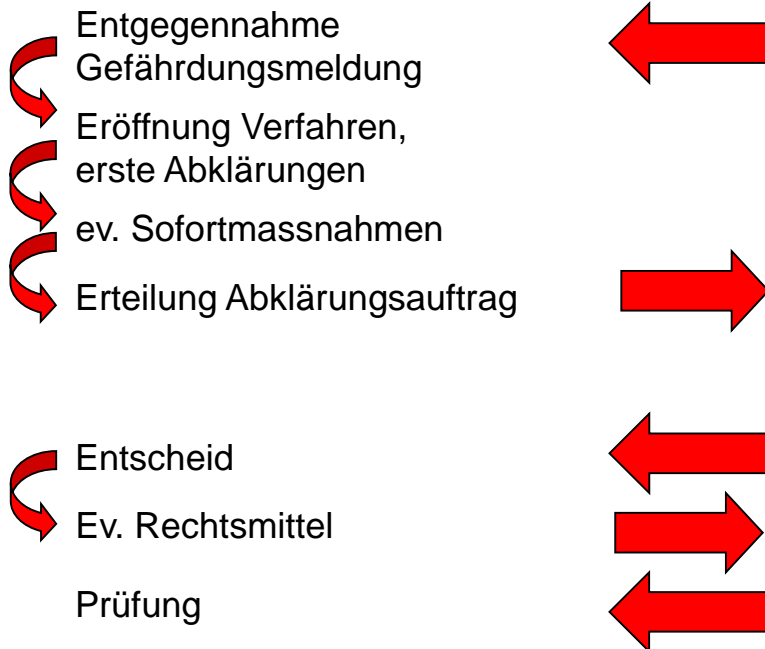 Entgegennahme
Gefährdungsmeldung
Eröffnung Verfahren,
erste Abklärungen
ev. Sofortmassnahmen
Erteilung Abklärungsauftrag
Entscheid
Ev. Rechtsmittel
Prüfung